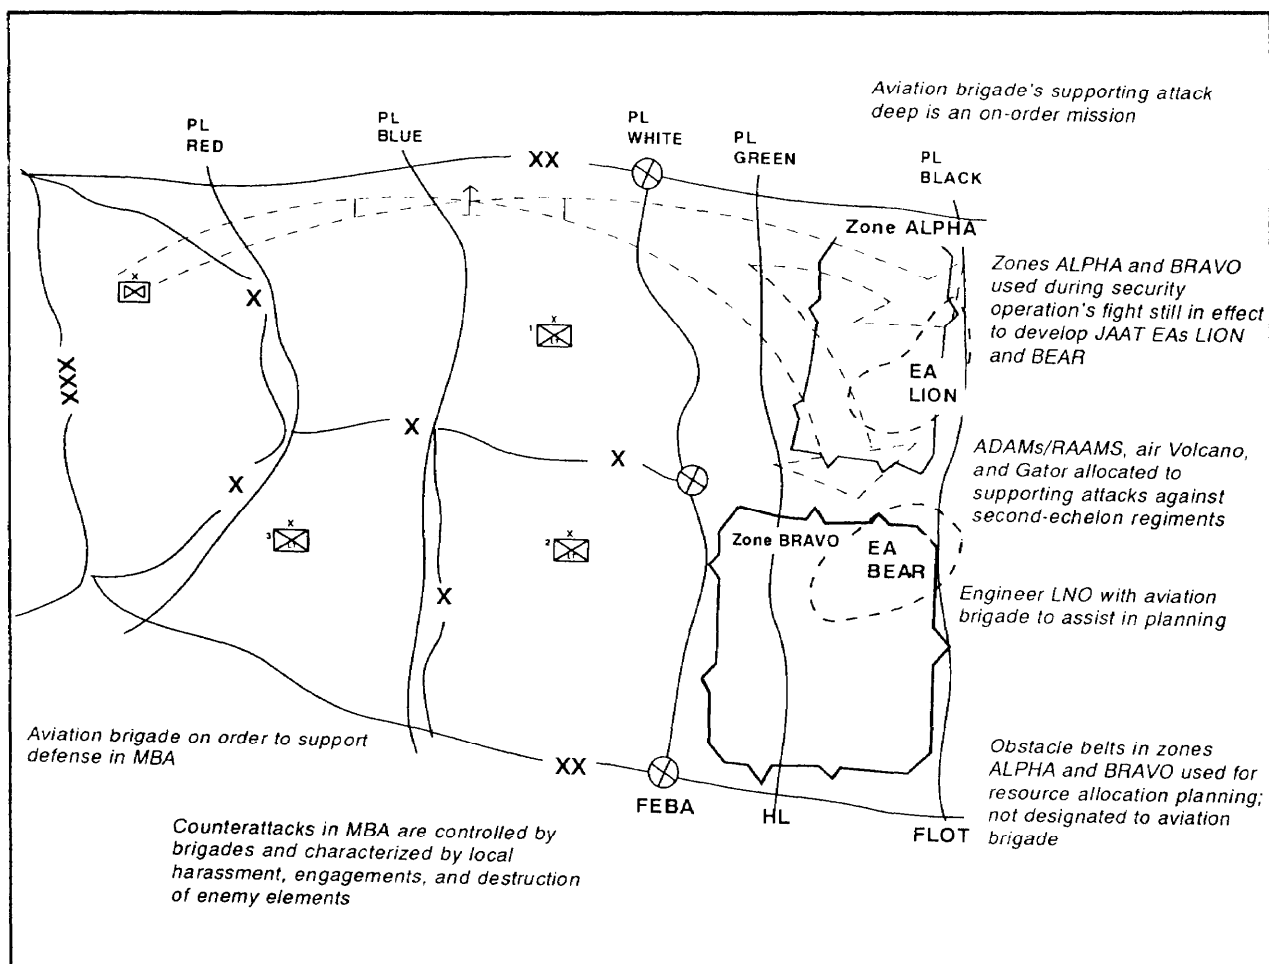 Aviation brigade's supporting attack
deep is an on-order mission
PL
RED
PL
BLUE
XX
PL
WHITE
PL
GREEN
PL
BLACK
Zone ALPHA
Zones ALPHA and BRAVO
used during security
operation's fight still in effect
to develop JAAT EAs LION
and BEAR
X
X
X
1
LT
XXX
EA
LION
X
X
X
ADAMs/RAAMS, air Volcano,
and Gator allocated to
supporting attacks against
second-echelon regiments
X
3
LT
X
2
LT
Zone BRAVO
EA
BEAR
X
Engineer LNO with aviation
brigade to assist in planning
Aviation brigade on order to support
defense in MBA
XX
FEBA
HL
FLOT
Obstacle belts in zones
ALPHA and BRAVO used for
resource allocation planning;
not designated to aviation
brigade
Counterattacks in MBA are controlled by
brigades and characterized by local
harassment, engagements, and destruction
of enemy elements